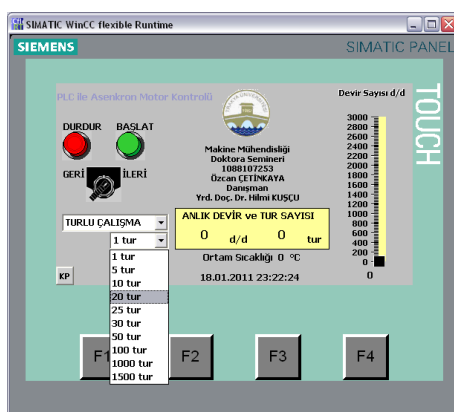 SIMATIC WinCC flexible Runtime
SIEMENS
SIMATIC PANEL
TOUCH
PLC ile Asenkron Motor Kontrolü
Devir Sayısı d/d
DURDUR BAŞLAT
GERİ İLERİ
Makine Mühendisliği
Doktora Semineri
1088107253
Özcan ÇETİNKAYA
Danışman
Yrd. Doç. Dr. Hilmi KUŞÇU
3000
2800
2600
2400
2200
2000
1800
1600
1400
1200
1000
800
600
400
200
0
0
TURLU ÇALIŞMA
1 tur
ANLIK DEVİR ve TUR SAYISI
0 d/d 0 tur
Ortam Sıcaklığı 0 °C
18.01.2011 23:22:24
KP
1 tur
5 tur
10 tur
20 tur
25 tur
30 tur
50 tur
100 tur
1000 tur
1500 tur
F1 F2 F3 F4